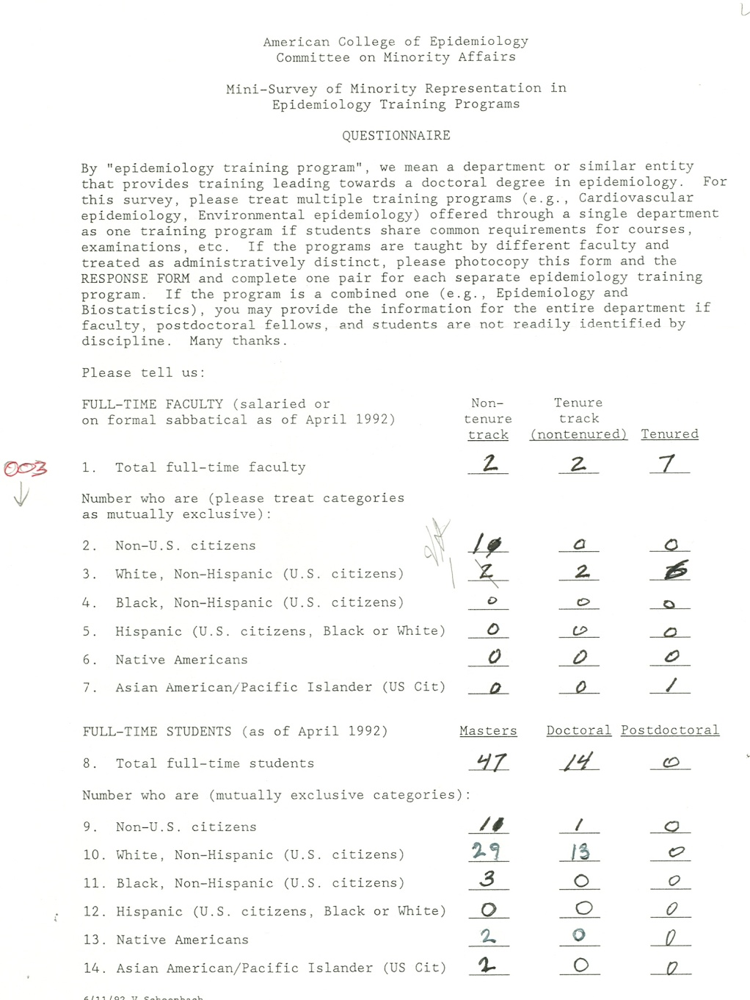 American College of Epidemiology
Committee on Minority Affairs
Mini-Survey of Minority Representation in
Epidemiology Training Programs
QUESTIONNAIRE
By "epidemiology training program", we mean a department or similar entity
that provides training leading towards a doctoral degree in epidemiology. For
this survey, please treat multiple training programs (e.g., Cardiovascular
epidemiology, Environmental epidemiology) offered through a single department
as one training program if students share common requirements for courses,
examinations, etc. If the programs are taught by different faculty and
treated as administratively distinct, please photocopy this form and the
RESPONSE FORM and complete one pair for each separate epidemiology training
program. If the program is a combined one (e.g., Epidemiology and
Biostatistics), you may provide the information for the entire department if
faculty, postdoctoral fellows, and students are not readily identified by
discipline. Many thanks.
Please tell us:
FULL-TIME FACULTY (salaried or Non- Tenure
on formal sabbatical as of April 1992) tenure track
track (nontenured) Tenured
003 1. Total full-time faculty 2 2 7
Number who are (please treat categories
as mutually exclusive):
2. Non-U.S. citizens 1 0 0
3. White, Non-Hispanic (U.S. citizens) 2 2 6
4. Black, Non-Hispanic (U.S. citizens) 0 0 0
5. Hispanic (U.S. citizens, Black or White) 0 0 0
6. Native Americans 0 0 0
7. Asian American/Pacific Islander (US Cit) 0 0 1
FULL-TIME STUDENTS (as of April 1992) Masters Doctoral Postdoctoral
8. Total full-time students 47 14 0
Number who are (mutually exclusive categories):
9. Non-U.S. citizens 11 1 0
10. White, Non-Hispanic (U.S. citizens) 29 13 0
11. Black, Non-Hispanic (U.S. citizens) 3 0 0
12. Hispanic (U.S. citizens, Black or White) 0 0 0
13. Native Americans 2 0 0
14. Asian American/Pacific Islander (US Cit) 2 0 0
6/11/92 V Schoenbach